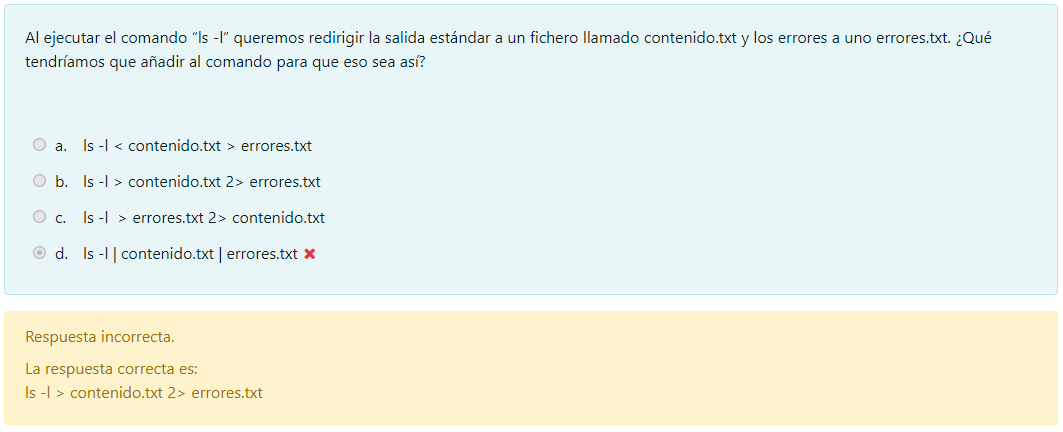 Al ejecutar el comando “ls -l” queremos redirigir la salida estándar a un fichero llamado contenido.txt y los errores a uno errores.txt. ¿Qué
tendríamos que añadir al comando para que eso sea así?
a. ls -l < contenido.txt > errores.txt
b. ls -l > contenido.txt 2> errores.txt
c. ls -l  > errores.txt 2> contenido.txt
d. ls -l | contenido.txt | errores.txt
Respuesta incorrecta.
La respuesta correcta es:
ls -l > contenido.txt 2> errores.txt